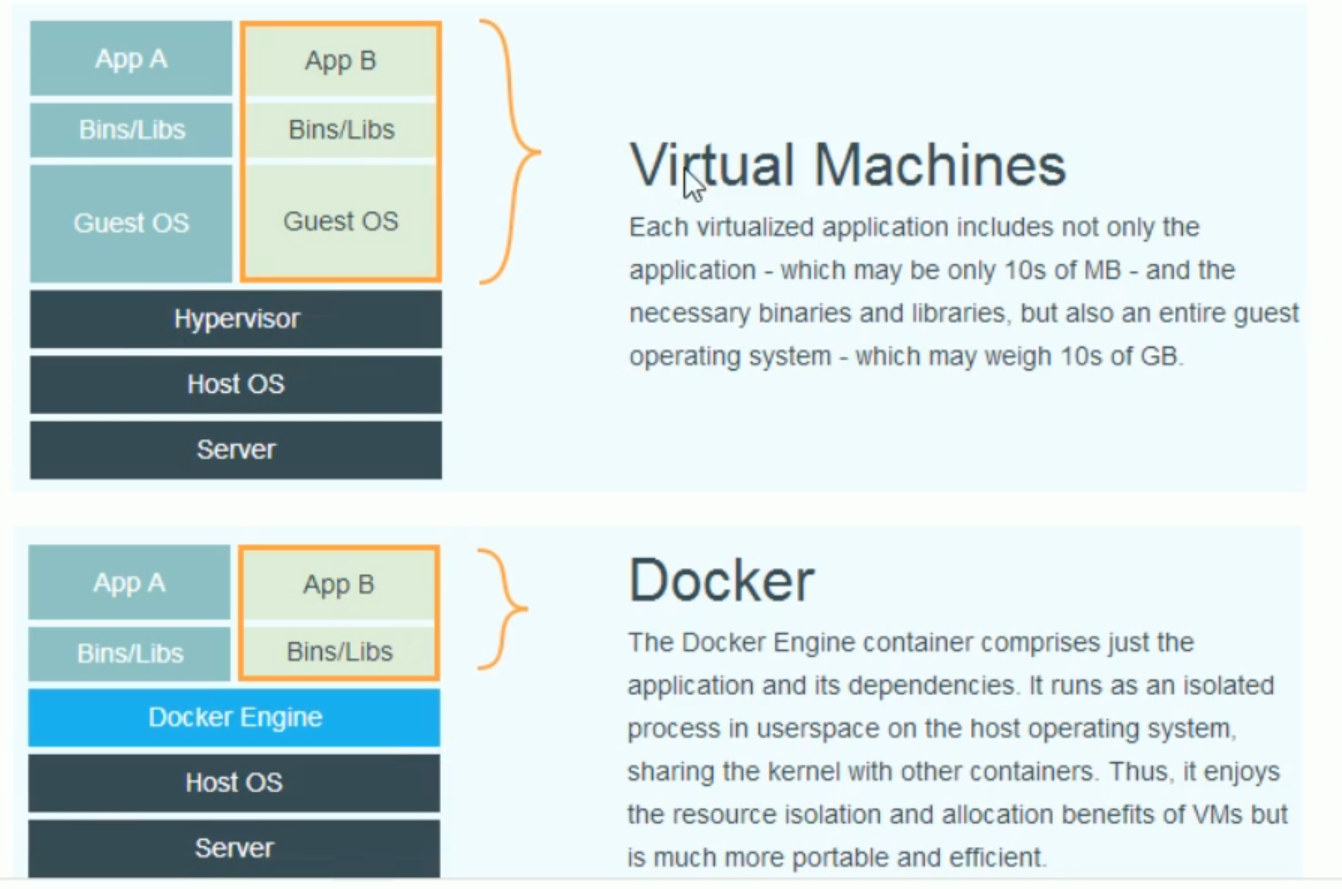 App A
App B
Bins/Libs
Bins/Libs
Guest OS
Guest OS
Hypervisor
Host OS
Server
Virtual Machines
Each virtualized application includes not only the
application - which may be only 10s of MB - and the
necessary binaries and libraries, but also an entire guest
operating system - which may weigh 10s of GB.
App A
App B
Bins/Libs
Bins/Libs
Docker Engine
Host OS
Server
Docker
The Docker Engine container comprises just the
application and its dependencies. It runs as an isolated
process in userspace on the host operating system,
sharing the kernel with other containers. Thus, it enjoys
the resource isolation and allocation benefits of VMs but
is much more portable and efficient.